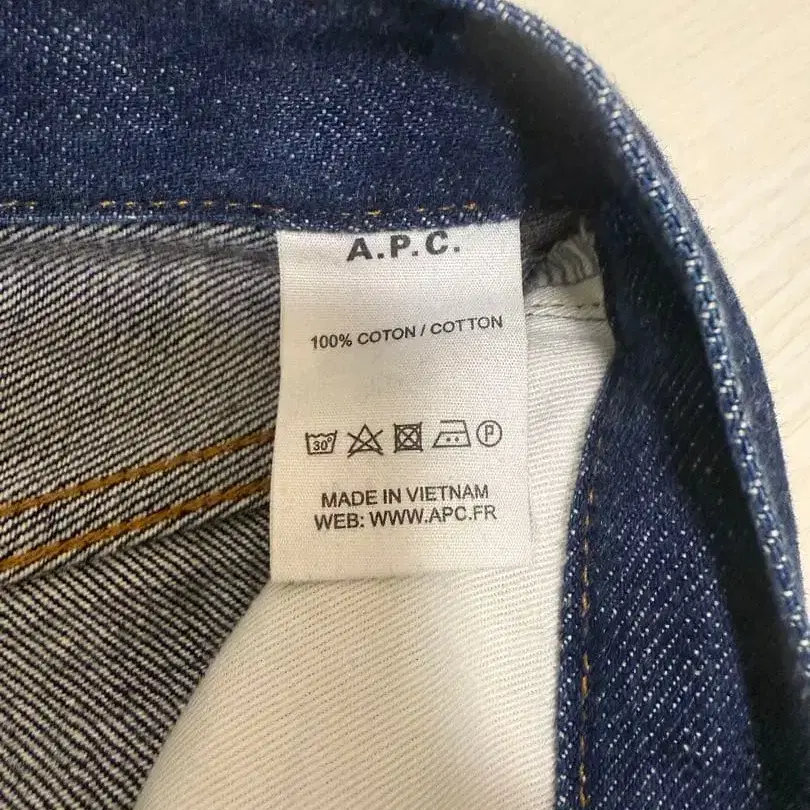 A.P.C.
100% COTON / COTTON
30° P
MADE IN VIETNAM
WEB: WWW.APC.FR